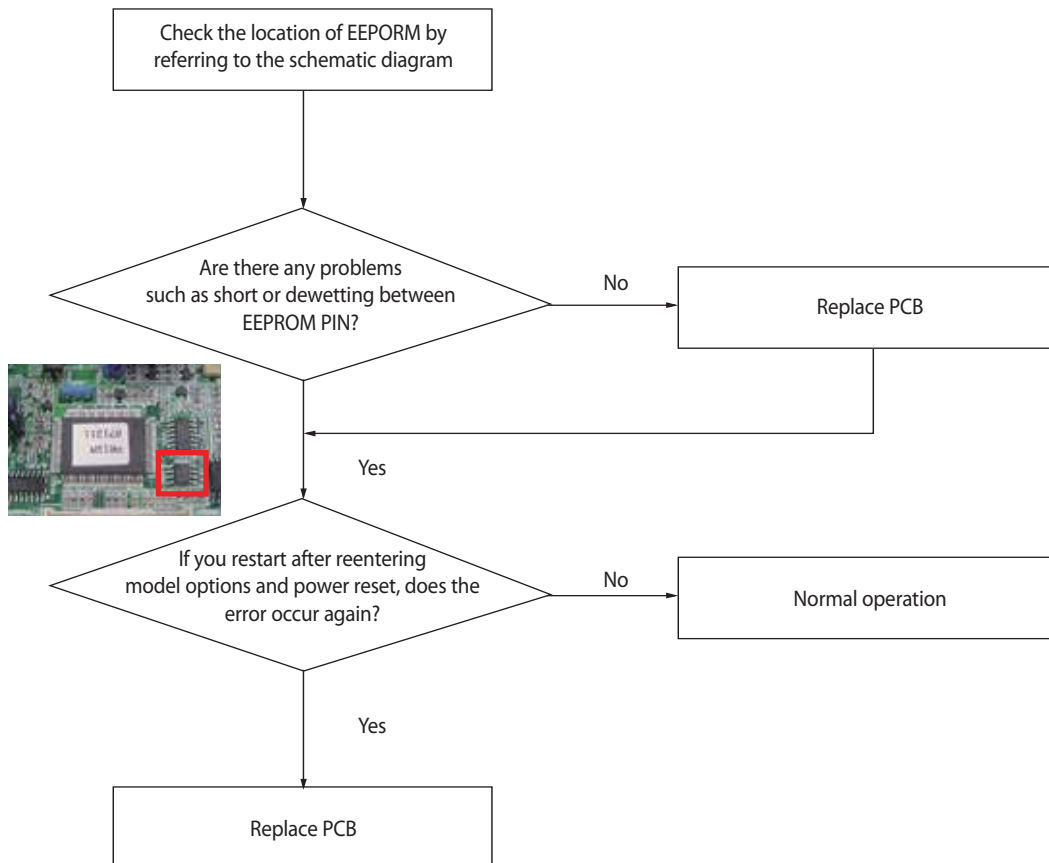 Check the location of EEPORM by
referring to the schematic diagram
Are there any problems
such as short or dewetting between
EEPROM PIN?
No
Replace PCB
Yes
If you restart after reentering
model options and power reset, does the
error occur again?
No
Normal operation
Yes
Replace PCB